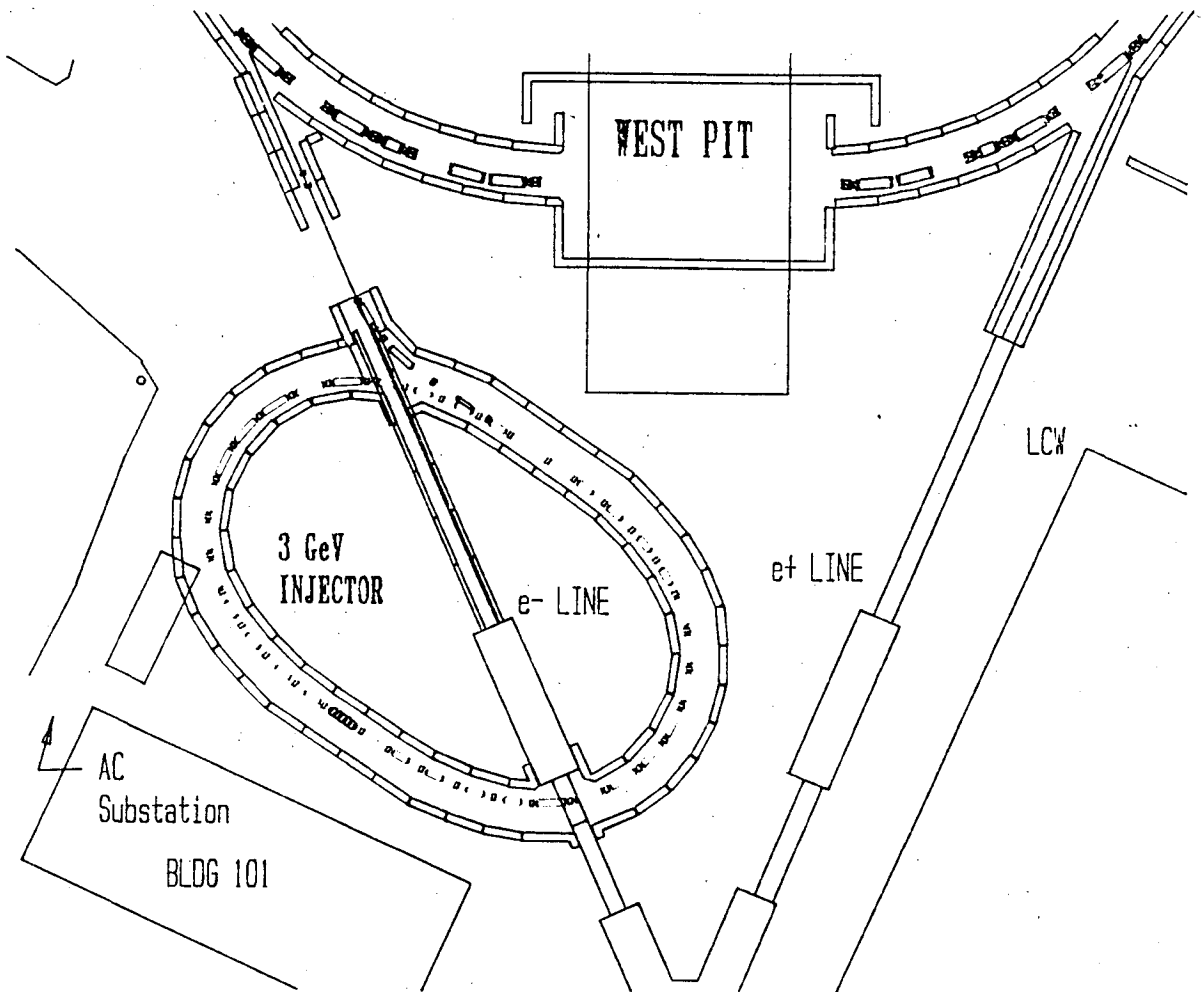 WEST PIT
LCW
3 GeV
INJECTOR
e- LINE
e+ LINE
AC
Substation
BLDG 101